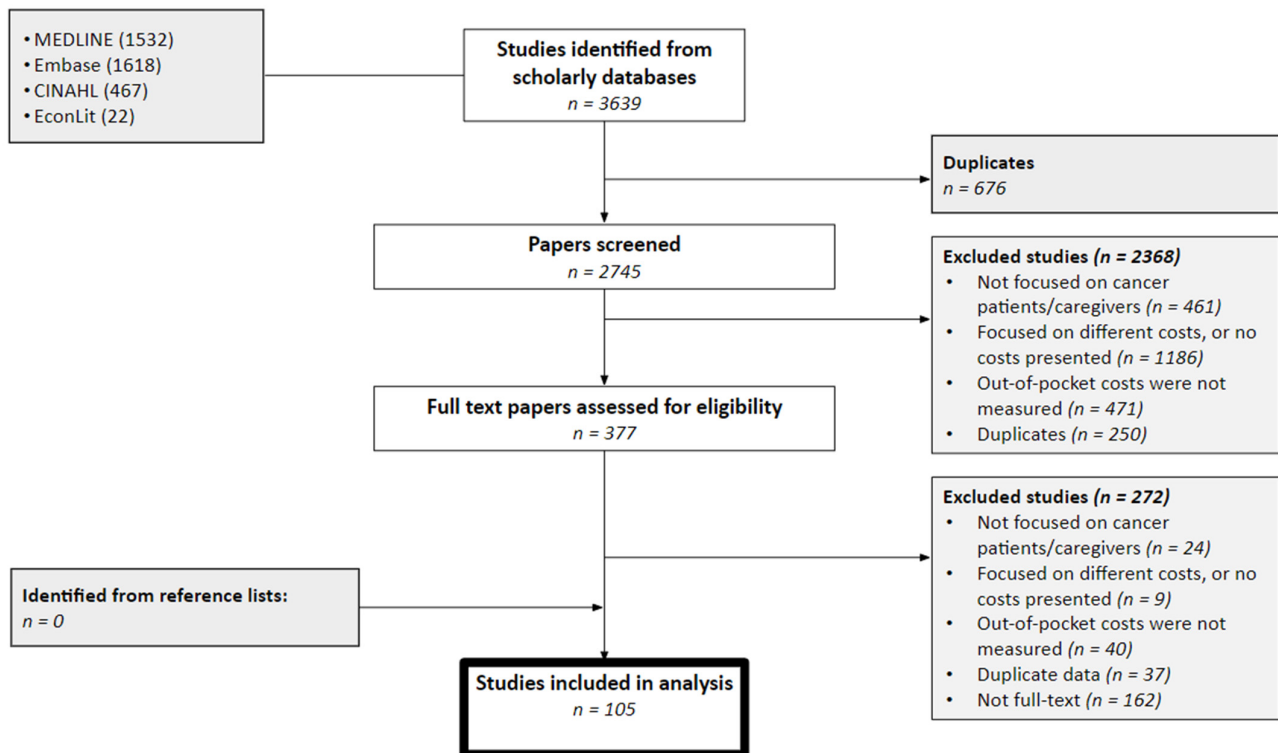 • MEDLINE (1532)
• Embase (1618)
• CINAHL (467)
• EconLit (22)
Studies identified from
scholarly databases
n = 3639
Duplicates
n = 676
Papers screened
n = 2745
Excluded studies (n = 2368)
• Not focused on cancer
patients/caregivers (n = 461)
• Focused on different costs, or no
costs presented (n = 1186)
• Out-of-pocket costs were not
measured (n = 471)
• Duplicates (n = 250)
Full text papers assessed for eligibility
n = 377
Excluded studies (n = 272)
• Not focused on cancer
patients/caregivers (n = 24)
• Focused on different costs, or no
costs presented (n = 9)
• Out-of-pocket costs were not
measured (n = 40)
• Duplicate data (n = 37)
• Not full-text (n = 162)
Identified from reference lists:
n = 0
Studies included in analysis
n = 105